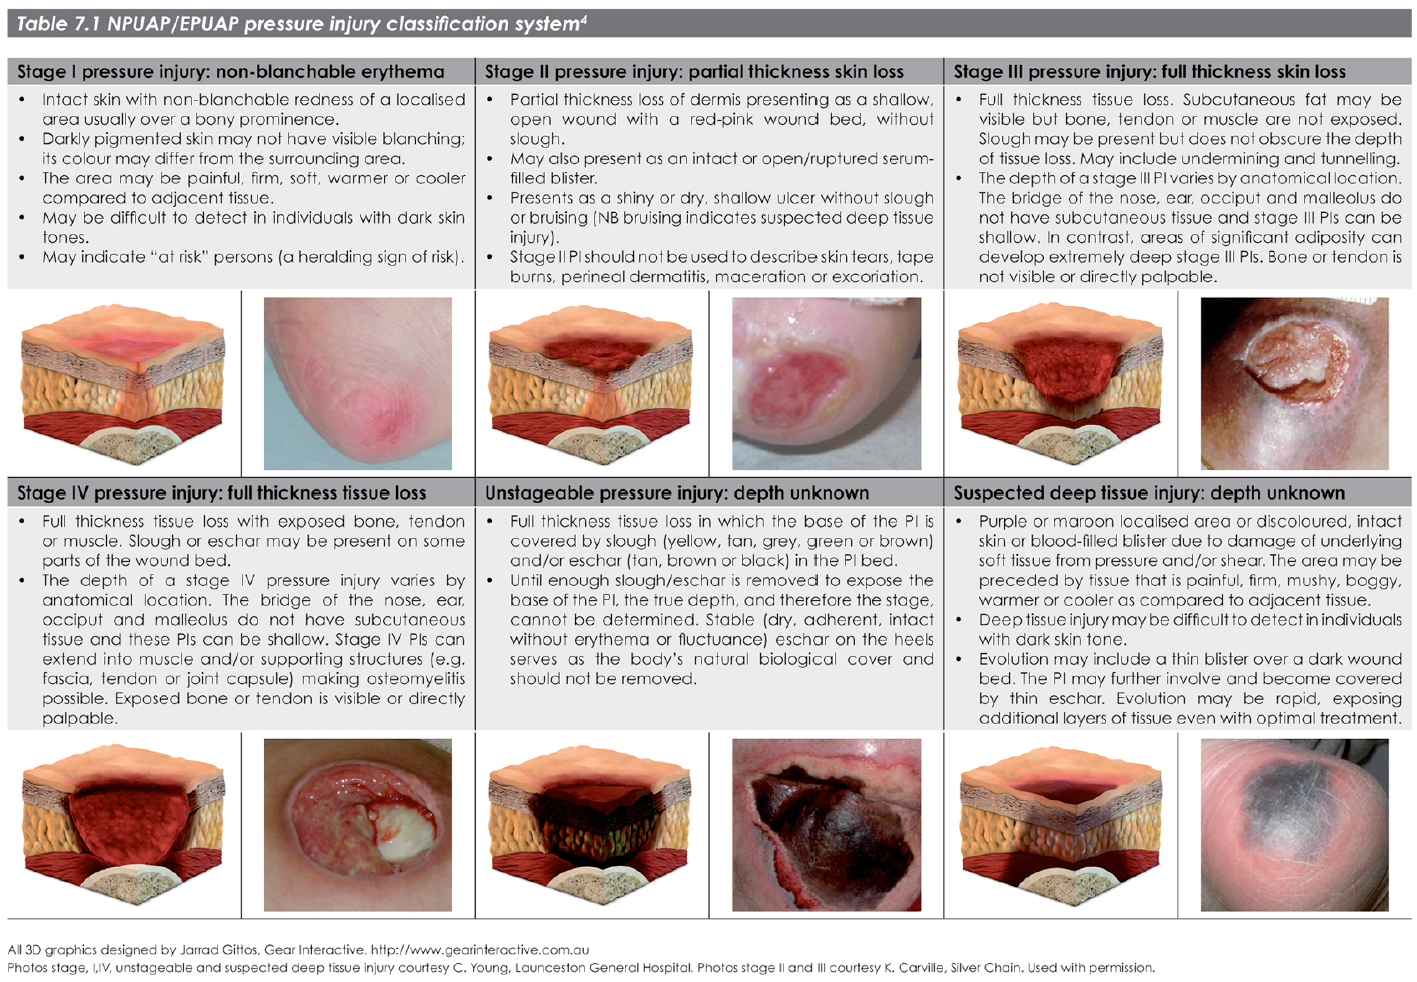 Table 7.1 NPUAP/EPUAP pressure injury classification system4
Stage I pressure injury: non-blanchable erythema
• Intact skin with non-blanchable redness of a localised
area usually over a bony prominence.
• Darkly pigmented skin may not have visible blanching;
its colour may differ from the surrounding area.
• The area may be painful, firm, soft, warmer or cooler
compared to adjacent tissue.
• May be difficult to detect in individuals with dark skin
tones.
• May indicate “at risk” persons (a heralding sign of risk).
Stage II pressure injury: partial thickness skin loss
• Partial thickness loss of dermis presenting as a shallow,
open wound with a red-pink wound bed, without
slough.
• May also present as an intact or open/ruptured serum-
filled blister.
• Presents as a shiny or dry, shallow ulcer without slough
or bruising (NB bruising indicates suspected deep tissue
injury).
• Stage II PI should not be used to describe skin tears, tape
burns, perineal dermatitis, maceration or excoriation.
Stage III pressure injury: full thickness skin loss
• Full thickness tissue loss. Subcutaneous fat may be
visible but bone, tendon or muscle are not exposed.
Slough may be present but does not obscure the depth
of tissue loss. May include undermining and tunnelling.
• The depth of a stage III PI varies by anatomical location.
The bridge of the nose, ear, occiput and malleolus do
not have subcutaneous tissue and stage III PIs can be
shallow. In contrast, areas of significant adiposity can
develop extremely deep stage III PIs. Bone or tendon is
not visible or directly palpable.
Stage IV pressure injury: full thickness tissue loss
• Full thickness tissue loss with exposed bone, tendon
or muscle. Slough or eschar may be present on some
parts of the wound bed.
• The depth of a stage IV pressure injury varies by
anatomical location. The bridge of the nose, ear,
occiput and malleolus do not have subcutaneous
tissue and these PIs can be shallow. Stage IV PIs can
extend into muscle and/or supporting structures (e.g.
fascia, tendon or joint capsule) making osteomyelitis
possible. Exposed bone or tendon is visible or directly
palpable.
Unstageable pressure injury: depth unknown
• Full thickness tissue loss in which the base of the PI is
covered by slough (yellow, tan, grey, green or brown)
and/or eschar (tan, brown or black) in the PI bed.
• Until enough slough/eschar is removed to expose the
base of the PI, the true depth, and therefore the stage,
cannot be determined. Stable (dry, adherent, intact
without erythema or fluctuance) eschar on the heels
serves as the body’s natural biological cover and
should not be removed.
Suspected deep tissue injury: depth unknown
• Purple or maroon localised area or discoloured, intact
skin or blood-filled blister due to damage of underlying
soft tissue from pressure and/or shear. The area may be
preceded by tissue that is painful, firm, mushy, boggy,
warmer or cooler as compared to adjacent tissue.
• Deep tissue injury may be difficult to detect in individuals
with dark skin tone.
• Evolution may include a thin blister over a dark wound
bed. The PI may further involve and become covered
by thin eschar. Evolution may be rapid, exposing
additional layers of tissue even with optimal treatment.
All 3D graphics designed by Jarrad Gittos, Gear Interactive, http://www.gearinteractive.com.au
Photos stage, I,IV, unstageable and suspected deep tissue injury courtesy C. Young, Launceston General Hospital. Photos stage II and III courtesy K. Carville, Silver Chain. Used with permission.